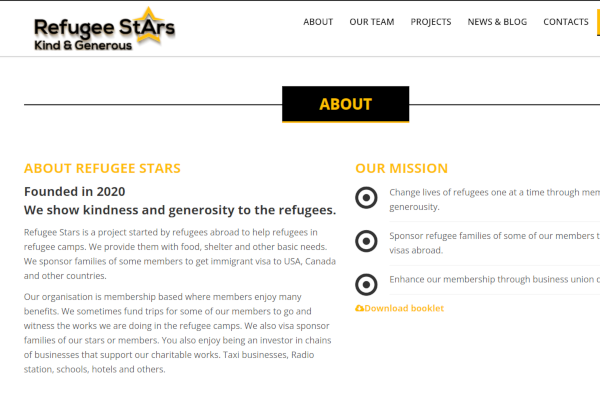 Refugee StArs
Kind & Generous
ABOUT OUR TEAM PROJECTS NEWS & BLOG CONTACTS
ABOUT
ABOUT REFUGEE STARS
Founded in 2020
We show kindness and generosity to the refugees.
Refugee Stars is a project started by refugees abroad to help refugees in
refugee camps. We provide them with food, shelter and other basic needs.
We sponsor families of some members to get immigrant visa to USA, Canada
and other countries.
Our organisation is membership based where members enjoy many
benefits. We sometimes fund trips for some of our members to go and
witness the works we are doing in the refugee camps. We also visa sponsor
families of our stars or members. You also enjoy being an investor in chains
of businesses that support our charitable works. Taxi businesses, Radio
station, schools, hotels and others.
OUR MISSION
Change lives of refugees one at a time through
generousity.
Sponsor refugee families of some of our members
visas abroad.
Enhance our membership through business union
Download booklet